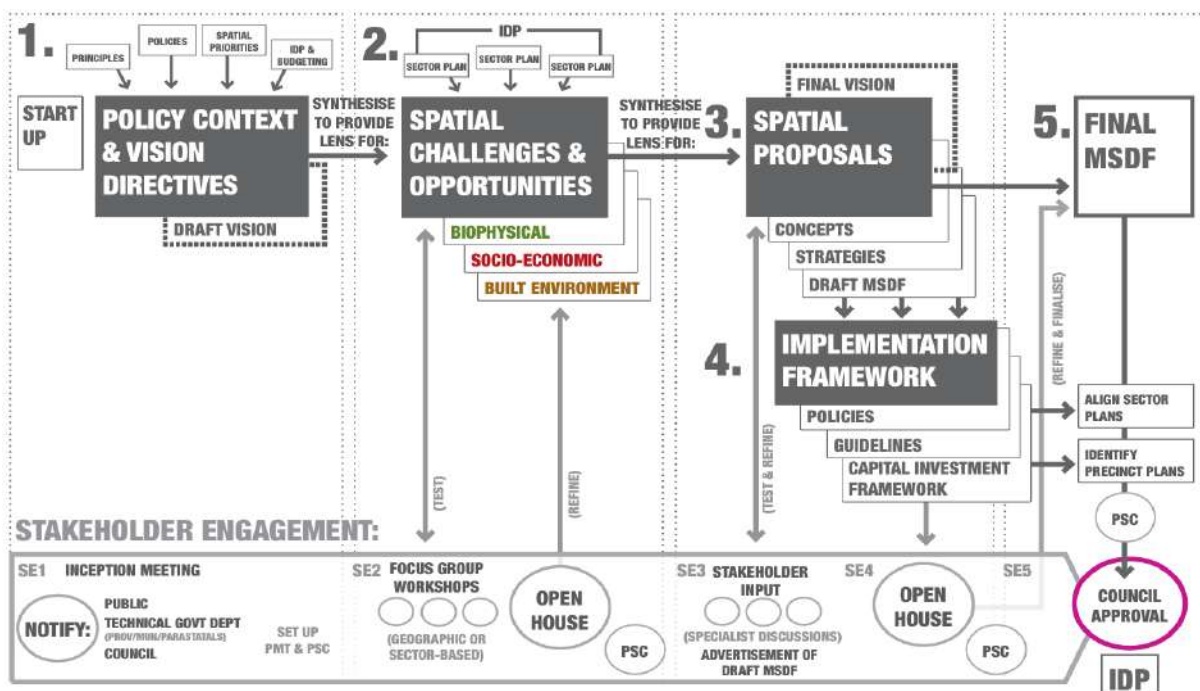 1.
PRINCIPLES
POLICIES
SPATIAL
PRIORITIES
IDP &
BUDGETING
START
UP
POLICY CONTEXT
& VISION
DIRECTIVES
DRAFT VISION
SYNTHESISE
TO PROVIDE
LENS FOR:
2.
IDP
SECTOR PLAN
SECTOR PLAN
SECTOR PLAN
SPATIAL
CHALLENGES &
OPPORTUNITIES
BIOPHYSICAL
SOCIO-ECONOMIC
BUILT ENVIRONMENT
SYNTHESISE
TO PROVIDE
LENS FOR:
3.
FINAL VISION
SPATIAL
PROPOSALS
CONCEPTS
STRATEGIES
DRAFT MSDF
4.
IMPLEMENTATION
FRAMEWORK
POLICIES
GUIDELINES
CAPITAL INVESTMENT
FRAMEWORK
5.
FINAL
MSDF
ALIGN SECTOR
PLANS
IDENTIFY
PRECINCT PLANS
PSC
(TEST)
(REFINE)
(TEST & REFINE)
(REFINE & FINALISE)
STAKEHOLDER ENGAGEMENT:
SE1 INCEPTION MEETING
NOTIFY:
PUBLIC
TECHNICAL GOVT DEPT
(PROV/MUN/PARASTATALS)
COUNCIL
SET UP
PMT & PSC
SE2 FOCUS GROUP
WORKSHOPS
(GEOGRAPHIC OR
SECTOR-BASED)
OPEN
HOUSE
PSC
SE3 STAKEHOLDER
INPUT
(SPECIALIST DISCUSSIONS)
ADVERTISEMENT OF
DRAFT MSDF
SE4
OPEN
HOUSE
PSC
SE5
COUNCIL
APPROVAL
IDP